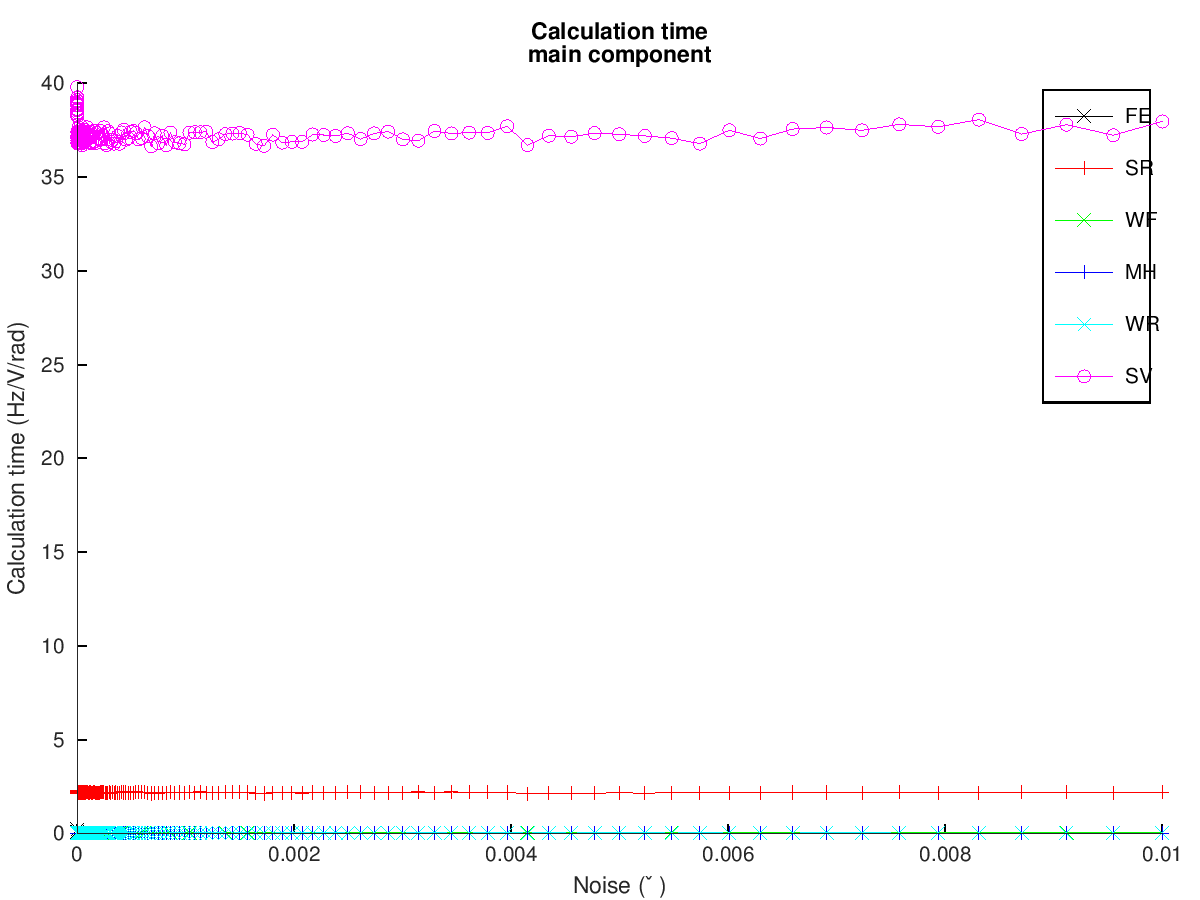 Calculation time
main component
40
35
30
25
20
15
10
5
0
Calculation time (Hz/V/rad)
FE
SR
WF
MH
WR
SV
0
0.002
0.004
0.006
0.008
0.01
Noise (ˇ )